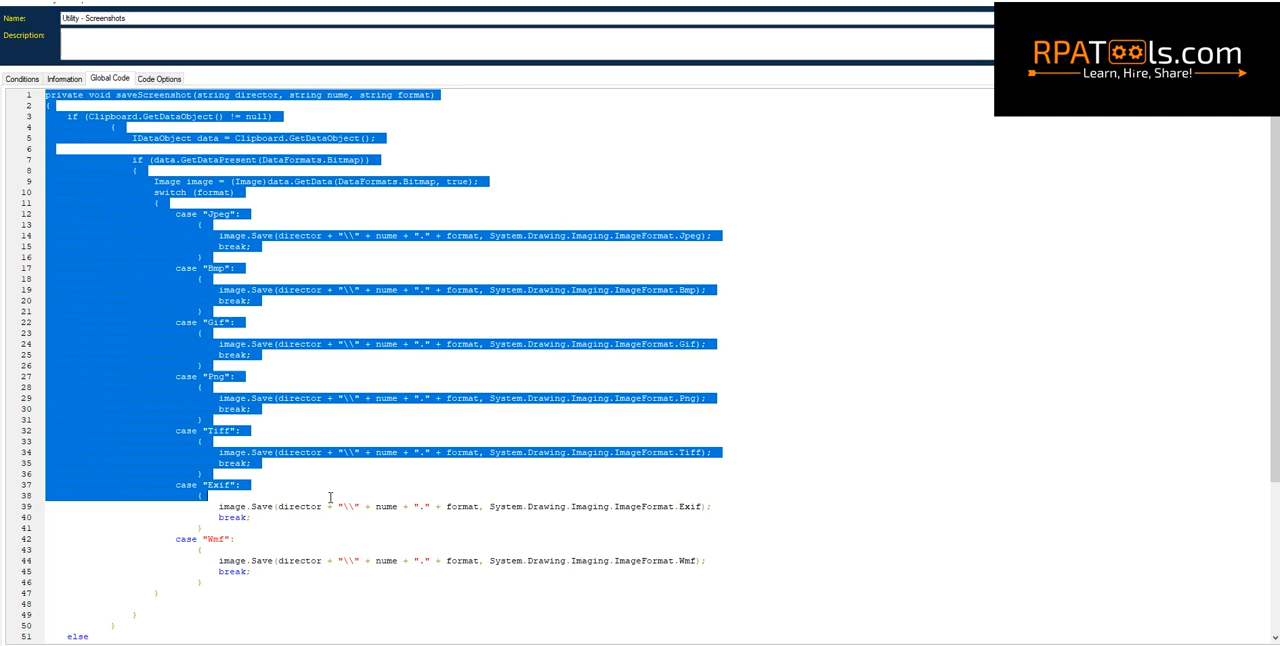 Name:
Utility - Screenshots
Description:
RPATools.com
Learn, Hire, Share!
Conditions
Information
Global Code
Code Options
1 private void saveScreenshot(string director, string nume, string format)
2 {
3 if (Clipboard.GetDataObject() != null)
4 {
5 IDataObject data = Clipboard.GetDataObject();
6
7 if (data.GetDataPresent(DataFormats.Bitmap))
8 {
9 Image image = (Image)data.GetData(DataFormats.Bitmap, true);
10 switch (format)
11 {
12 case "Jpeg":
13 {
14 image.Save(director + "\\" + nume + "." + format, System.Drawing.Imaging.ImageFormat.Jpeg);
15 break;
16 }
17 case "Bmp":
18 {
19 image.Save(director + "\\" + nume + "." + format, System.Drawing.Imaging.ImageFormat.Bmp);
20 break;
21 }
22 case "Gif":
23 {
24 image.Save(director + "\\" + nume + "." + format, System.Drawing.Imaging.ImageFormat.Gif);
25 break;
26 }
27 case "Png":
28 {
29 image.Save(director + "\\" + nume + "." + format, System.Drawing.Imaging.ImageFormat.Png);
30 break;
31 }
32 case "Tiff":
33 {
34 image.Save(director + "\\" + nume + "." + format, System.Drawing.Imaging.ImageFormat.Tiff);
35 break;
36 }
37 case "Exif":
38 {
39 image.Save(director + "\\" + nume + "." + format, System.Drawing.Imaging.ImageFormat.Exif);
40 break;
41 }
42 case "Wmf":
43 {
44 image.Save(director + "\\" + nume + "." + format, System.Drawing.Imaging.ImageFormat.Wmf);
45 break;
46 }
47 }
48
49 }
50 }
51 else